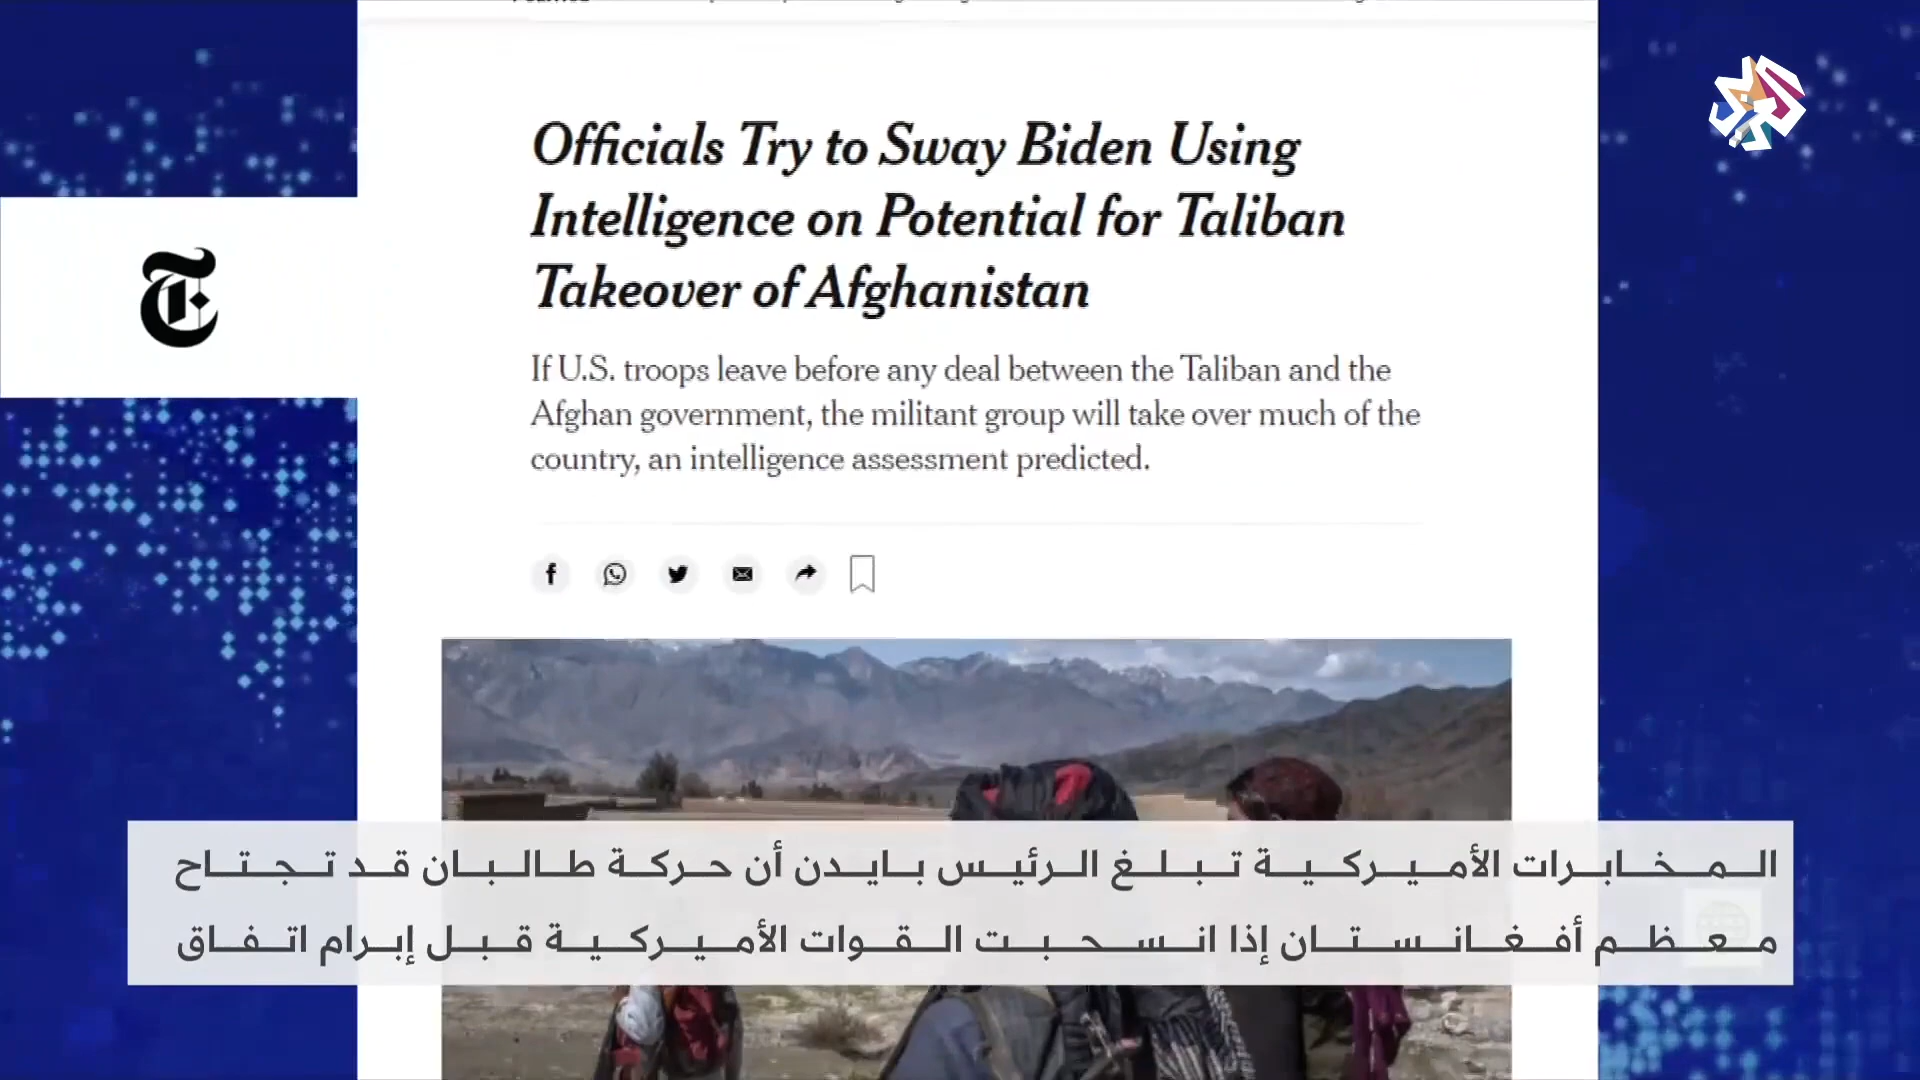 Officials Try to Sway Biden Using
Intelligence on Potential for Taliban
Takeover of Afghanistan
If U.S. troops leave before any deal between the Taliban and the
Afghan government, the militant group will take over much of the
country, an intelligence assessment predicted.
المخابرات الأميركية تبلغ الرئيس بايدن أن حركة طالبان قد تجتاح
معظم أفغانستان إذا انسحبت القوات الأميركية قبل إبرام اتفاق